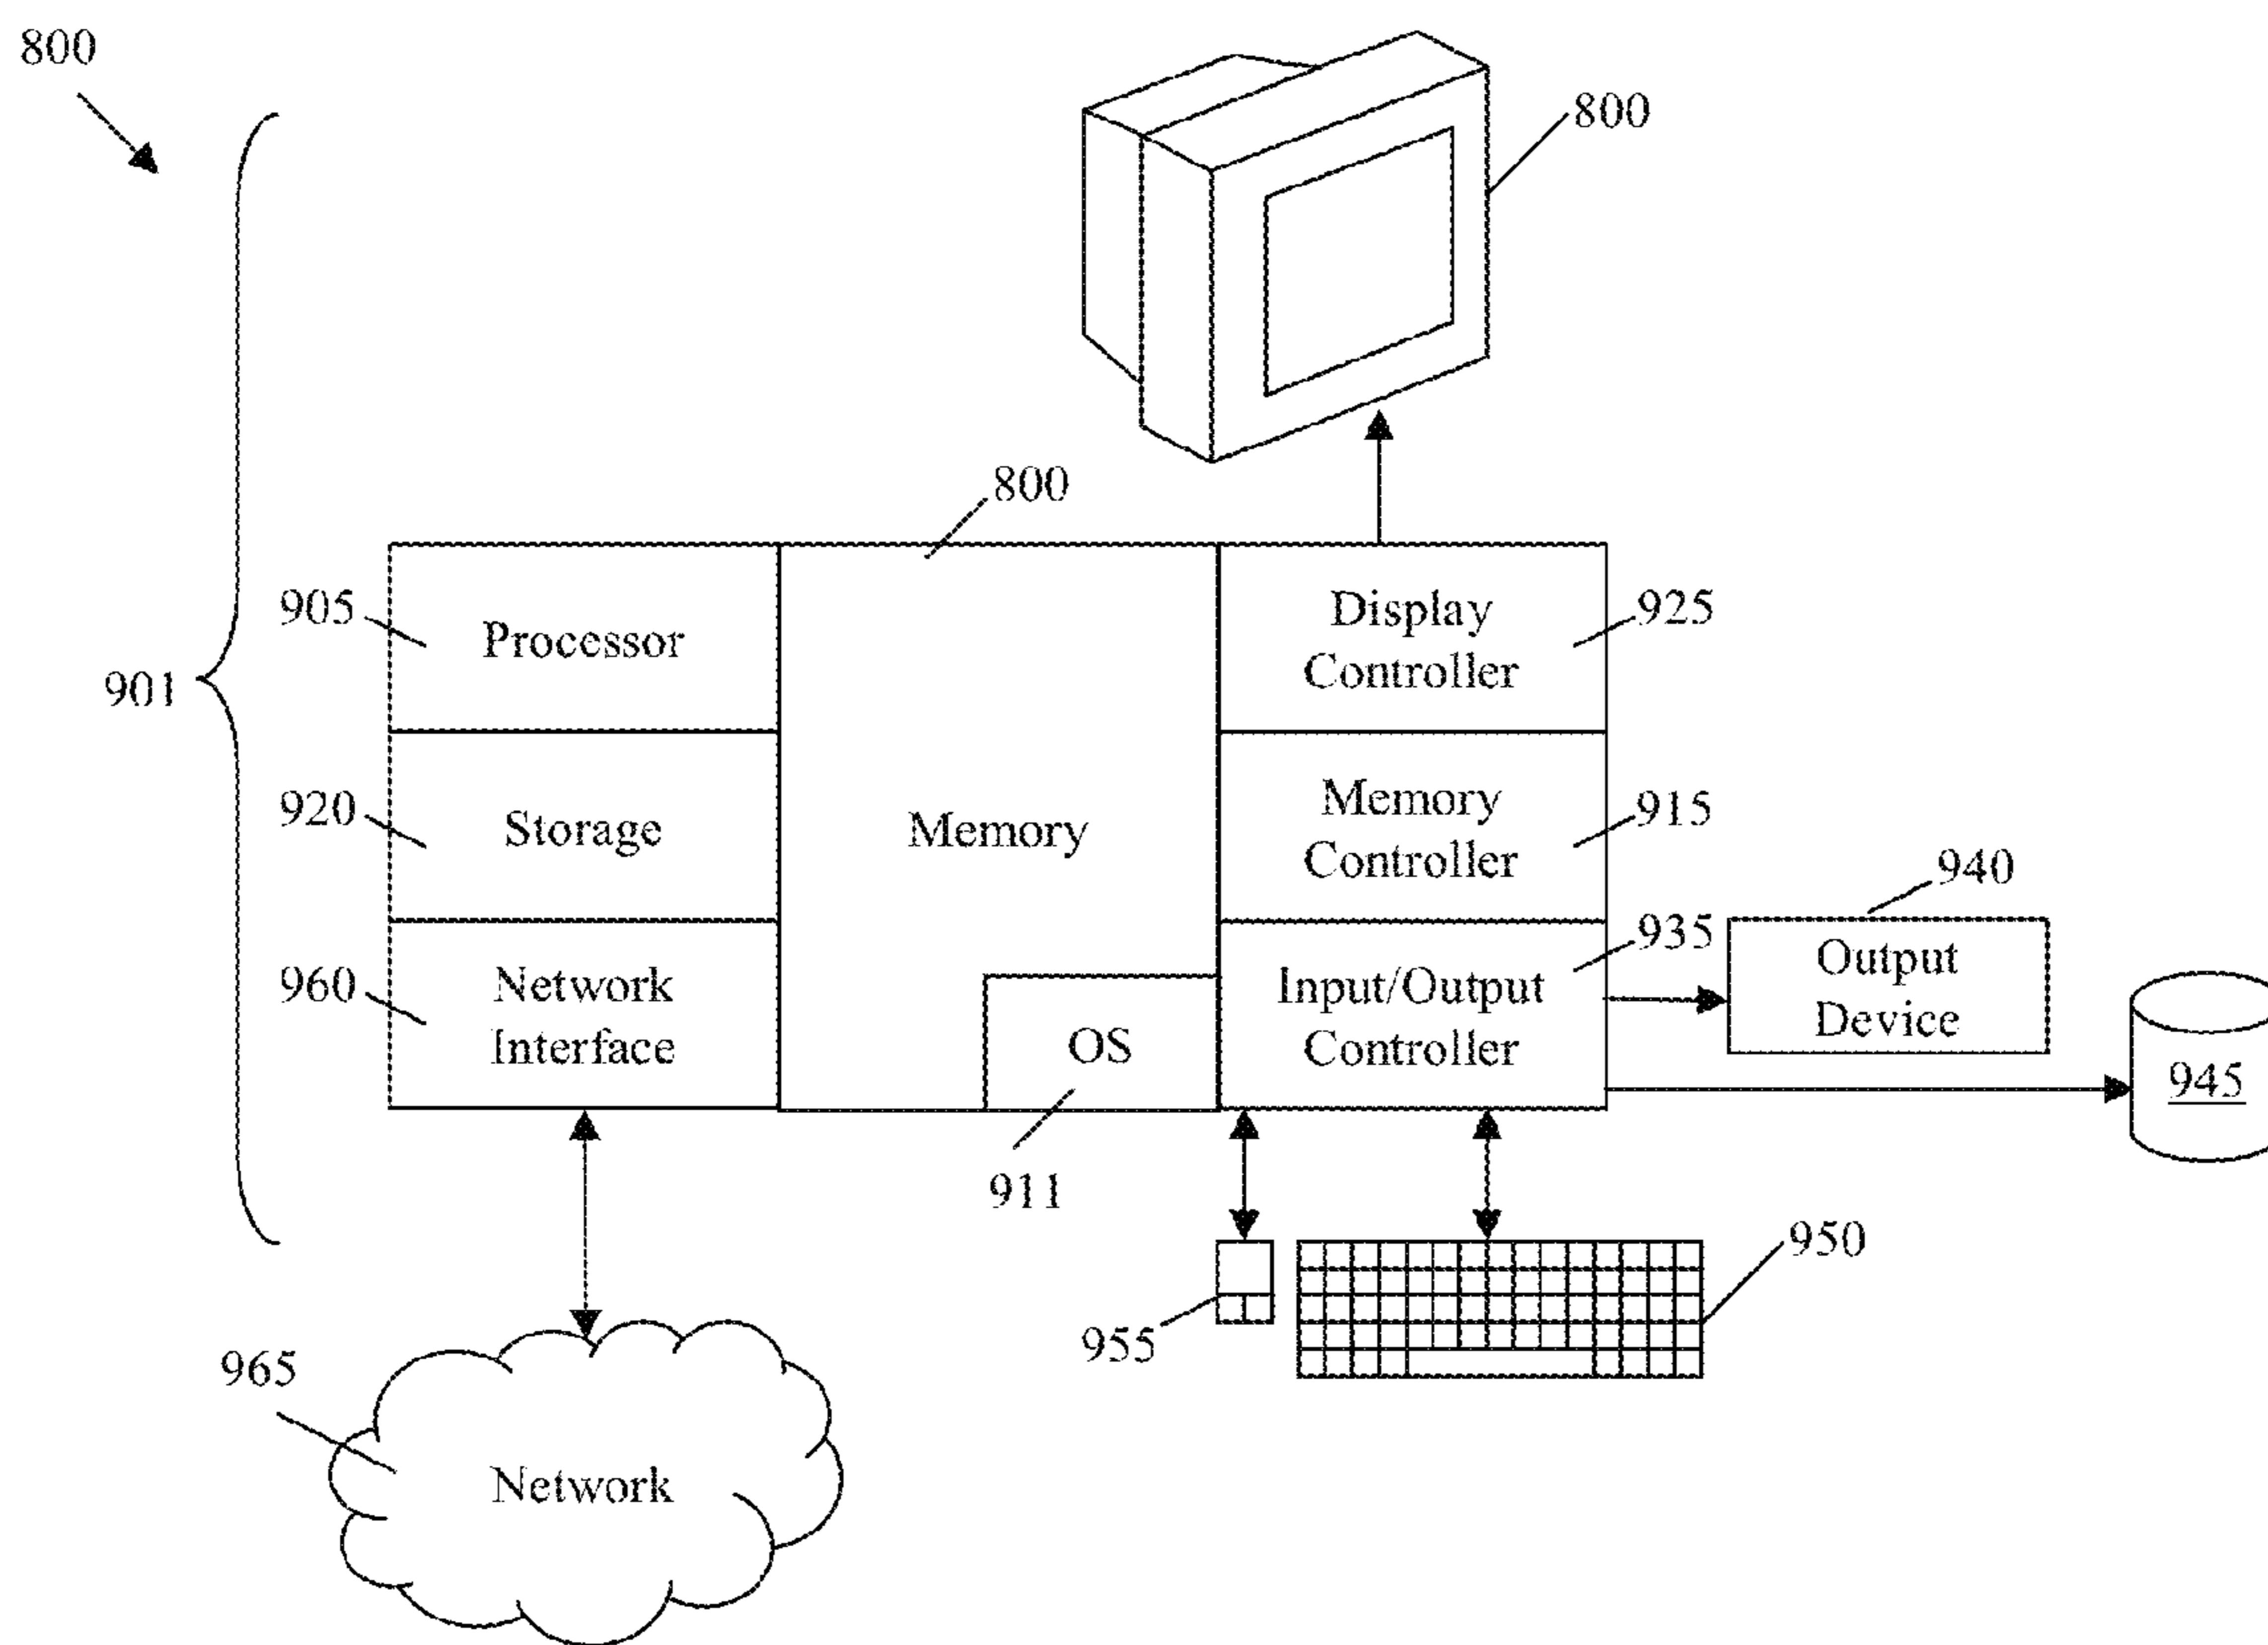 800
800
800
905
Processor
Display
Controller
925
901
920
Storage
Memory
Memory
Controller
915
940
935
960
Network
Interface
OS
Input/Output
Controller
Output
Device
945
911
950
955
965
Network